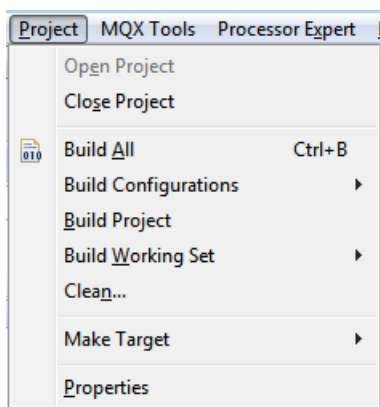 Project MQX Tools Processor Expert
Open Project
Close Project
010
Build All Ctrl+B
Build Configurations
Build Project
Build Working Set
Clean...
Make Target
Properties